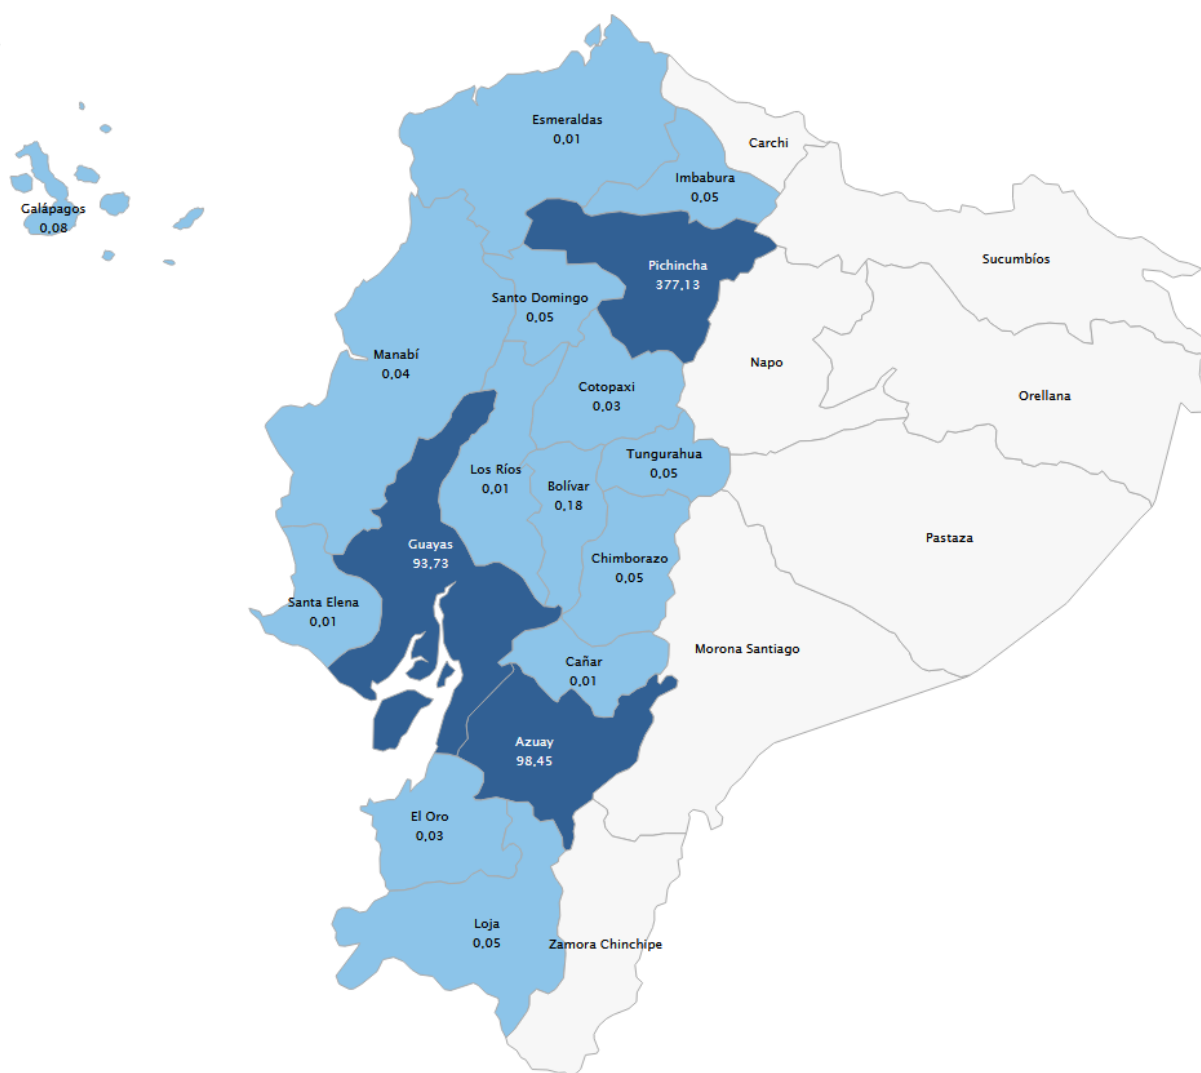 Esmeraldas
0,01
Carchi
Imbabura
0,05
Galápagos
0,08
Pichincha
377,13
Sucumbíos
Santo Domingo
0,05
Manabí
0,04
Napo
Cotopaxi
0,03
Orellana
Tungurahua
0,05
Los Ríos
0,01
Bolívar
0,18
Guayas
93,73
Pastaza
Chimborazo
0,05
Santa Elena
0,01
Morona Santiago
Cañar
0,01
Azuay
98,45
El Oro
0,03
Loja
0,05
Zamora Chinchipe